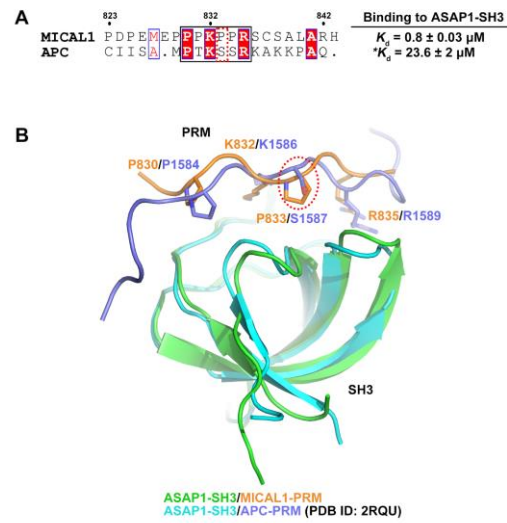 A
823 832 842 Binding to ASAP1-SH3
MICAL1 PDPEMEPPPKPPRSCSALARH Kd = 0.8 ± 0.03 µM
APC CIISA.MPTKSSRKAKKPAQ. *Kd = 23.6 ± 2 µM
B
PRM
K832/K1586
P830/P1584
P833/S1587
R835/R1589
SH3
ASAP1-SH3/MICAL1-PRM
ASAP1-SH3/APC-PRM (PDB ID: 2RQU)